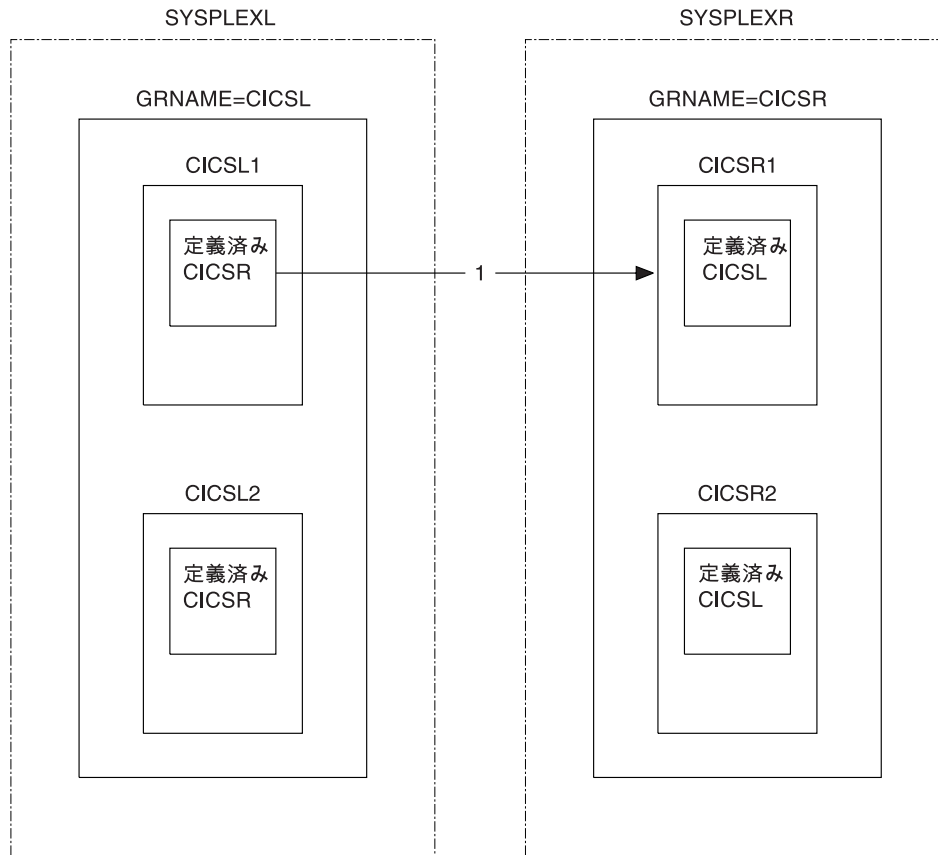 SYSPLEXL
SYSPLEXR
GRNAME=CICSL
GRNAME=CICSR
CICSL1
CICSR1
定義済み
CICSR
1
定義済み
CICSL
CICSL2
CICSR2
定義済み
CICSR
定義済み
CICSL